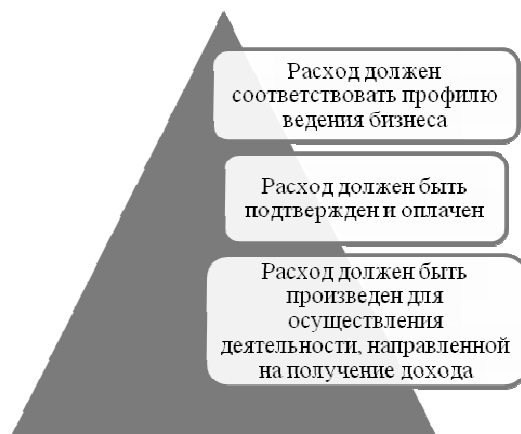 Расход должен
соответствовать профилю
ведения бизнеса
Расход должен быть
подтвержден и оплачен
Расход должен быть
произведен для
осуществления
деятельности, направленной
на получение дохода